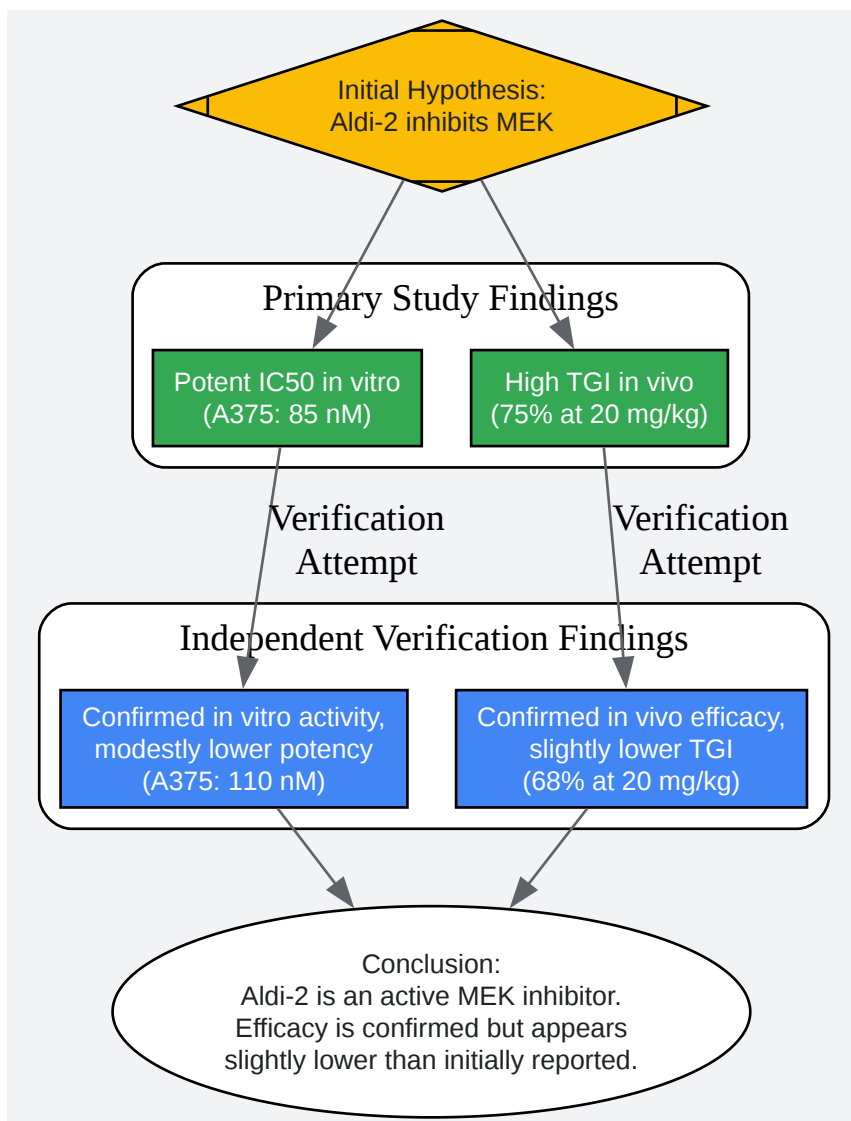 Initial Hypothesis:
Aldi-2 inhibits MEK
Primary Study Findings
Potent IC50 in vitro
(A375: 85 nM)
High TGI in vivo
(75% at 20 mg/kg)
Verification
Attempt
Verification
Attempt
Independent Verification Findings
Confirmed in vitro activity,
modestly lower potency
(A375: 110 nM)
Confirmed in vivo efficacy,
slightly lower TGI
(68% at 20 mg/kg)
Conclusion:
Aldi-2 is an active MEK inhibitor.
Efficacy is confirmed but appears
slightly lower than initially reported.